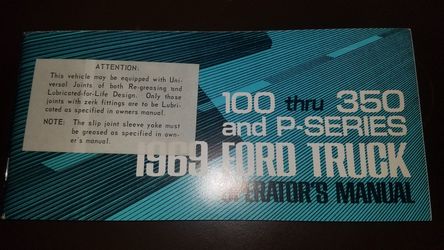 ATTENTION:
This vehicle may be equipped with Uni-
versal Joints of both Re-greasing and
Lubricated-for-Life Design. Only those
joints with zerk fittings are to be Lubri-
cated as specified in owners manual.
NOTE: The slip joint sleeve yoke must
be greased as specified in own-
er's manual.
100 thru 350
and P-SERIES
1969 FORD TRUCK
OPERATOR'S MANUAL